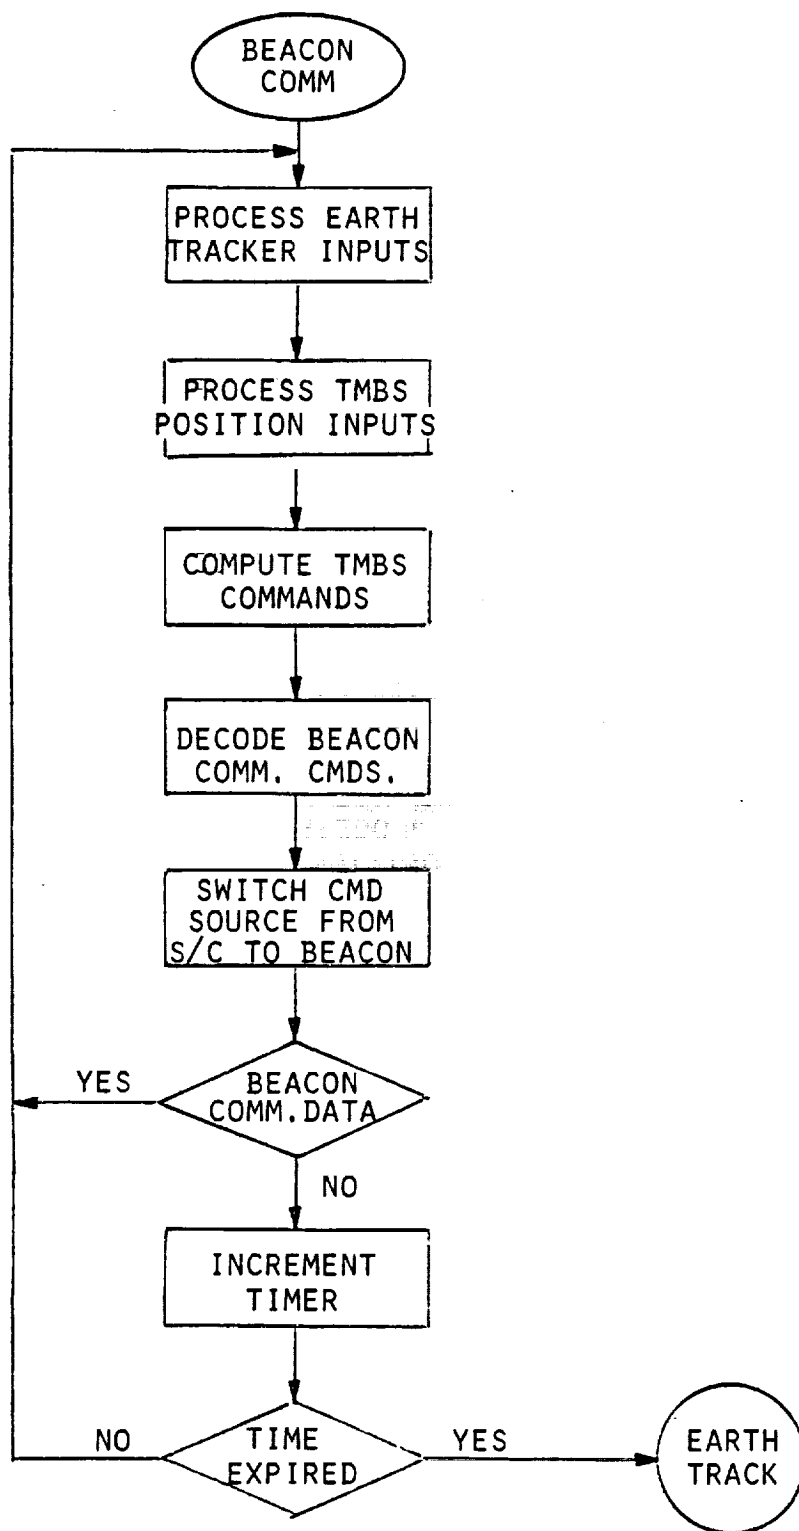 BEACON
COMM
PROCESS EARTH
TRACKER INPUTS
PROCESS TMBS
POSITION INPUTS
COMPUTE TMBS
COMMANDS
DECODE BEACON
COMM. CMDS.
SWITCH CMD
SOURCE FROM
S/C TO BEACON
YES
BEACON
COMM.DATA
NO
INCREMENT
TIMER
NO
TIME
EXPIRED
YES
EARTH
TRACK